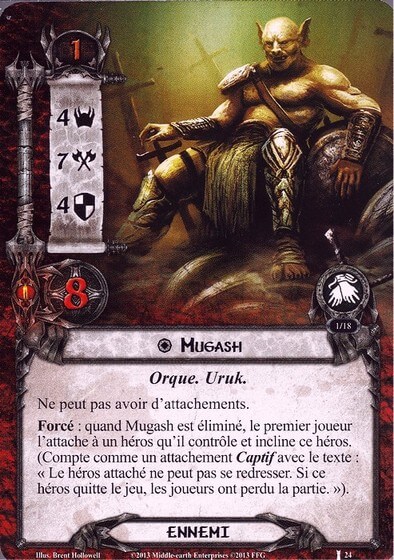 1
4
7
4
8
1/18
Mugash
Orque. Uruk.
Ne peut pas avoir d'attachements.
Forcé : quand Mugash est éliminé, le premier joueur
l'attache à un héros qu'il contrôle et incline ce héros.
(Compte comme un attachement Captif avec le texte :
« Le héros attaché ne peut pas se redresser. Si ce
héros quitte le jeu, les joueurs ont perdu la partie. »).
ENNEMI
Illus. Brent Hollowell ©2013 Middle-earth Enterprises ©2013 FFG 24